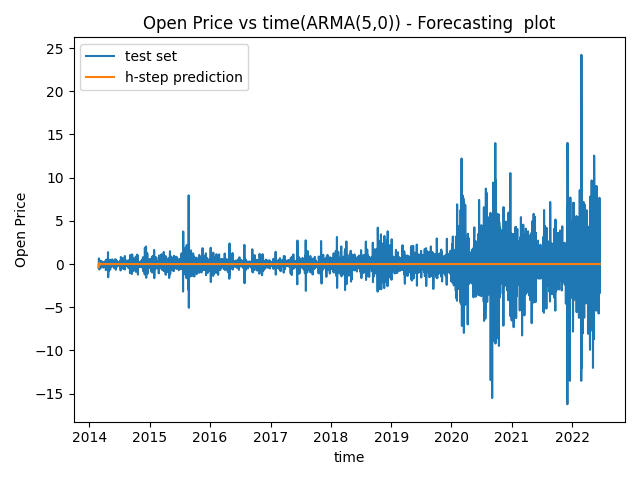 Open Price vs time(ARMA(5,0)) - Forecasting  plot
test set
h-step prediction
Open Price
25
20
15
10
5
0
−5
−10
−15
2014 2015 2016 2017 2018 2019 2020 2021 2022
time